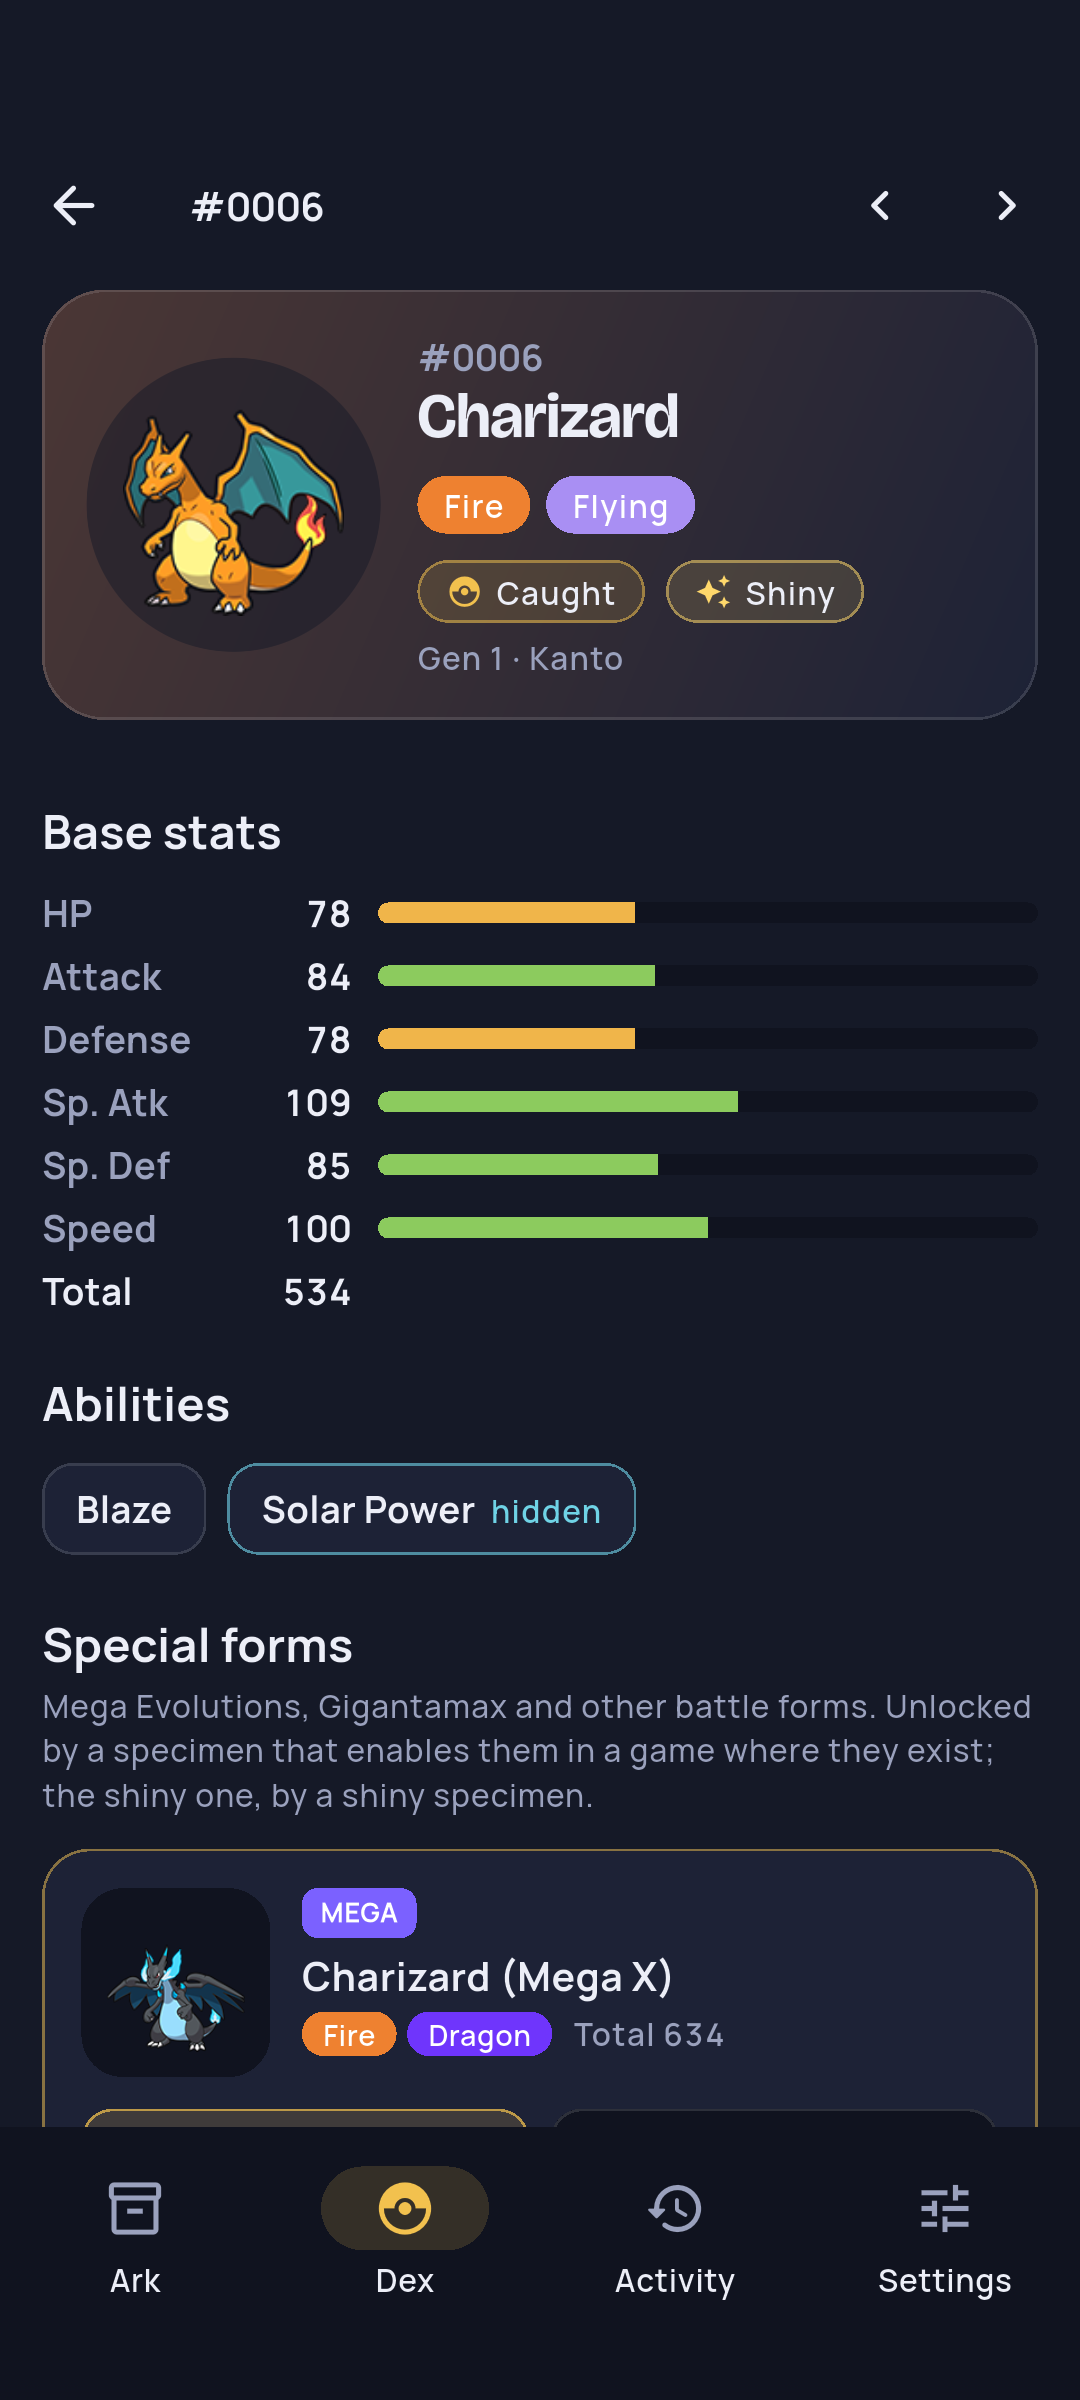 #0006
#0006
Charizard
Fire Flying
Caught Shiny
Gen 1 · Kanto
Base stats
HP 78
Attack 84
Defense 78
Sp. Atk 109
Sp. Def 85
Speed 100
Total 534
Abilities
Blaze Solar Power hidden
Special forms
Mega Evolutions, Gigantamax and other battle forms. Unlocked
by a specimen that enables them in a game where they exist;
the shiny one, by a shiny specimen.
MEGA
Charizard (Mega X)
Fire Dragon Total 634
Ark Dex Activity Settings